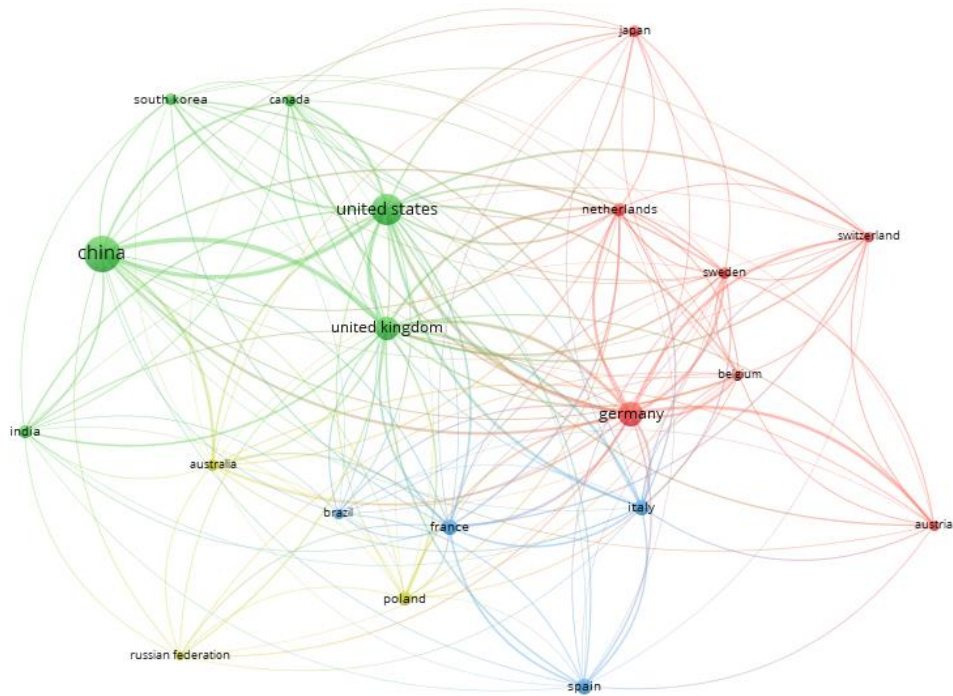 japan
south korea
canada
united states
netherlands
switzerland
china
sweden
united kingdom
belgium
germany
india
australia
italy
brazil
france
austria
poland
russian federation
spain